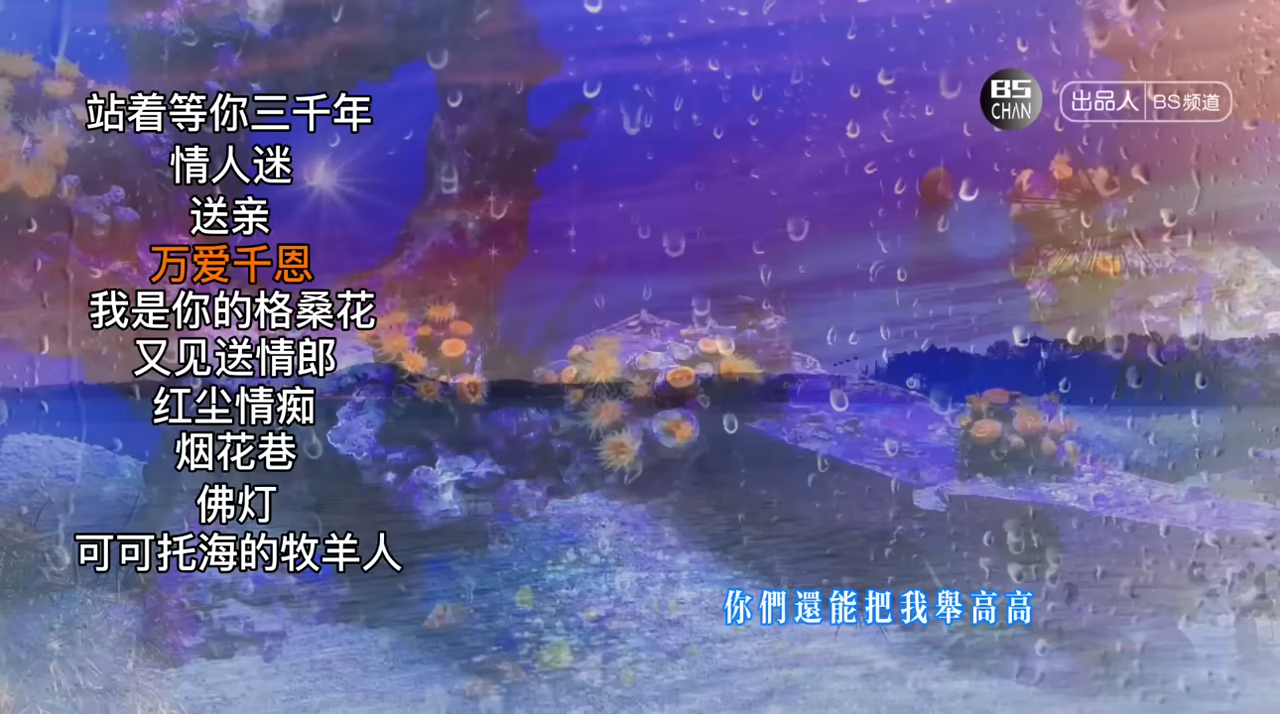 站着等你三千年
情人迷
送亲
万爱千恩
我是你的格桑花
又见送情郎
红尘情痴
烟花巷
佛灯
可可托海的牧羊人
BS
CHAN
出品人 BS频道
你們還能把我舉高高